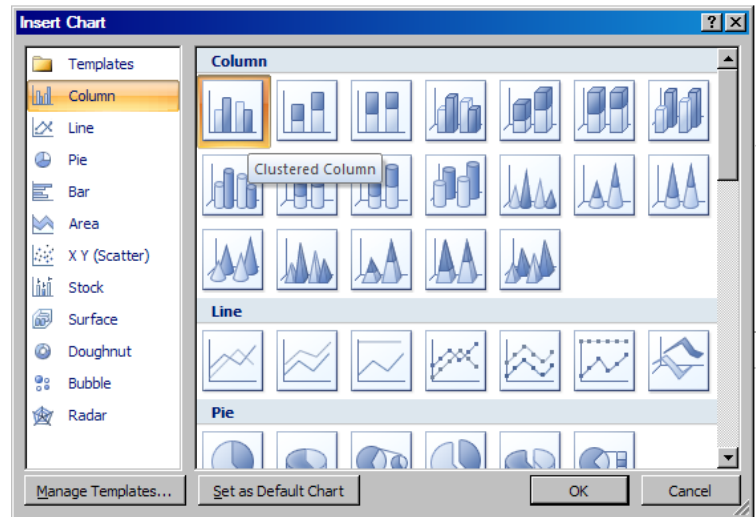 Insert Chart
Templates
Column
Line
Pie
Bar
Area
X Y (Scatter)
Stock
Surface
Doughnut
Bubble
Radar
Column
Clustered Column
Line
Pie
Manage Templates...
Set as Default Chart
OK
Cancel